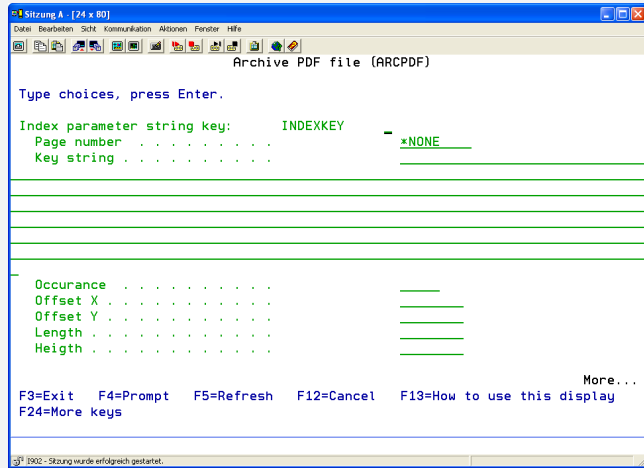 Sitzung A - [24 x 80]
Datei Bearbeiten Sicht Kommunikation Aktionen Fenster Hilfe
Archive PDF file (ARCPDF)
Type choices, press Enter.
Index parameter string key: INDEXKEY
Page number . . . . . . . . . *NONE
Key string . . . . . . . . . .
Occurance . . . . . . . . . .
Offset X . . . . . . . . . . .
Offset Y . . . . . . . . . . .
Length . . . . . . . . . . . .
Heigth . . . . . . . . . . . .
More...
F3=Exit F4=Prompt F5=Refresh F12=Cancel F13=How to use this display
F24=More keys
I902 - Sitzung wurde erfolgreich gestartet.